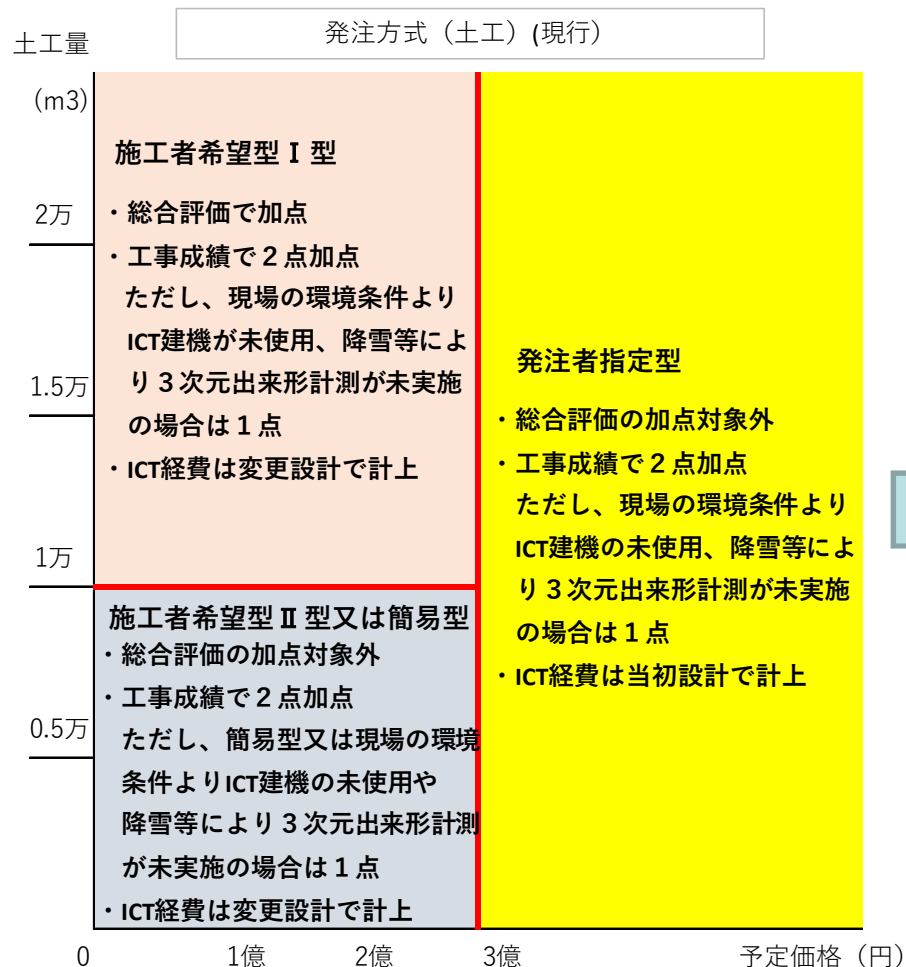 発注方式（土工）(現行）
土工量
(m3)
2万
1.5万
1万
0.5万
施工者希望型Ⅰ型
・総合評価で加点
・工事成績で２点加点
ただし、現場の環境条件より
ICT建機が未使用、降雪等によ
り３次元出来形計測が未実施
の場合は１点
・ICT経費は変更設計で計上
施工者希望型Ⅱ型又は簡易型
・総合評価の加点対象外
・工事成績で２点加点
ただし、簡易型又は現場の環境
条件よりICT建機の未使用や
降雪等により３次元出来形計測
が未実施の場合は１点
・ICT経費は変更設計で計上
発注者指定型
・総合評価の加点対象外
・工事成績で２点加点
ただし、現場の環境条件より
ICT建機の未使用、降雪等によ
り３次元出来形計測が未実施
の場合は１点
・ICT経費は当初設計で計上
0 1億 2億 3億 予定価格（円）